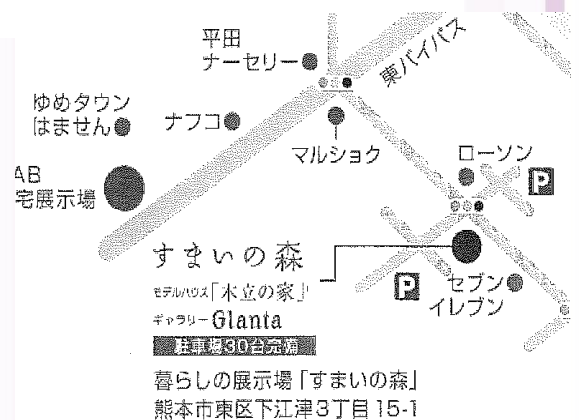 平田
ナーセリー
東バイパス
ゆめタウン
はません
ナフコ
マルショク
ローソン
P
AB
宅展示場
すまいの森
モデルハウス「木立の家」
ギャラリーGlanta
駐車場30台完備
P
セブン
イレブン
暮らしの展示場「すまいの森」
熊本市東区下江津3丁目15-1